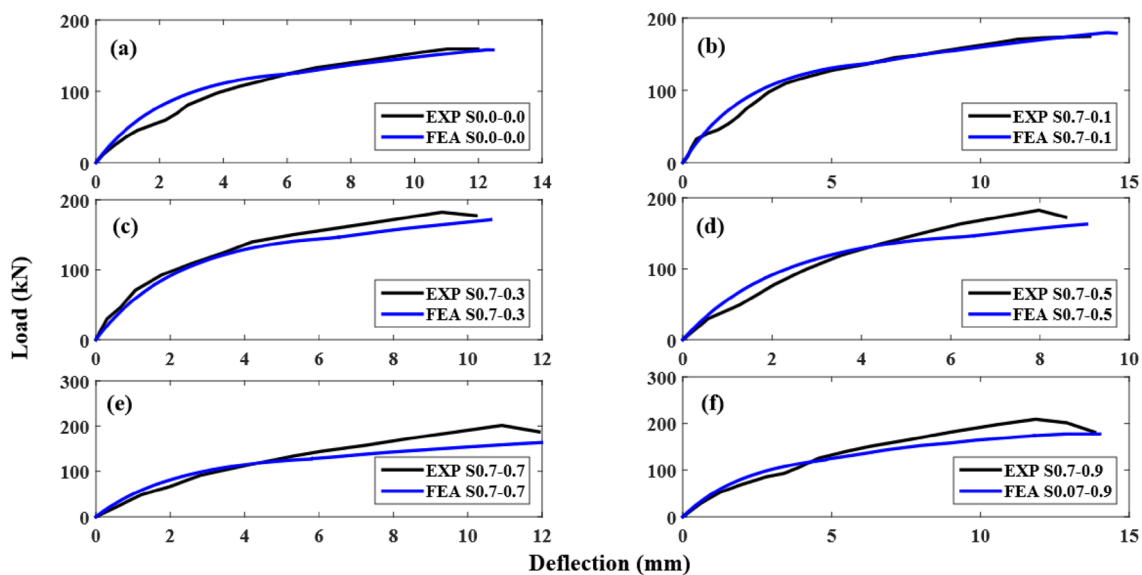 Load (kN)
200
100
0
(a)
EXP S0.0-0.0
FEA S0.0-0.0
0 2 4 6 8 10 12 14
200
100
0
(b)
EXP S0.7-0.1
FEA S0.7-0.1
0 5 10 15
200
100
0
(c)
EXP S0.7-0.3
FEA S0.7-0.3
0 2 4 6 8 10 12
200
100
0
(d)
EXP S0.7-0.5
FEA S0.7-0.5
0 2 4 6 8 10
300
200
100
0
(e)
EXP S0.7-0.7
FEA S0.7-0.7
0 2 4 6 8 10 12
300
200
100
0
(f)
EXP S0.7-0.9
FEA S0.07-0.9
0 5 10 15
Deflection (mm)